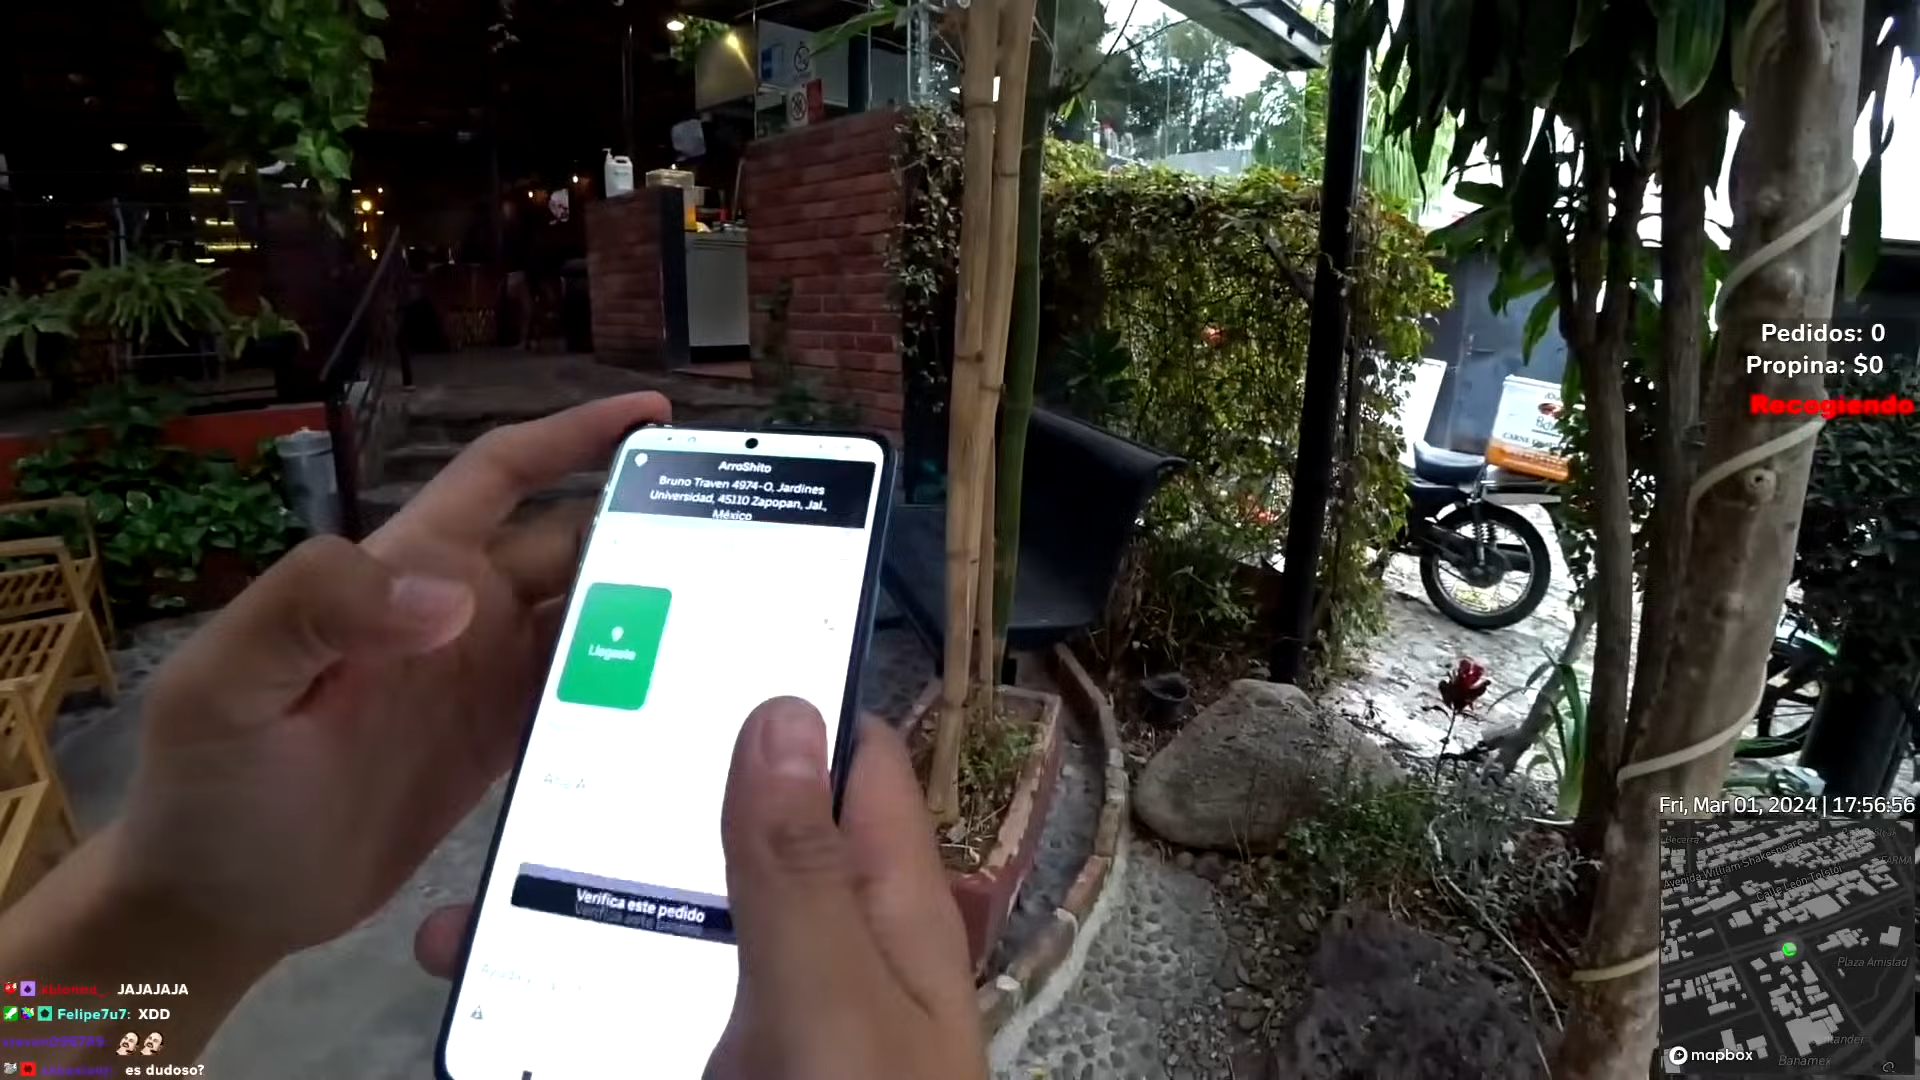 Pedidos: 0
Propina: $0
Recogiendo
ArroShito
Bruno Traven 4974-O, Jardines
Universidad, 45110 Zapopan, Jal.,
México
Llegaste
Verifica este pedido
CARNE
Fri, Mar 01, 2024 | 17:56:56
Avenida William Shakespeare
Calle León Tolstoi
Plaza Amistad
Banamex
mapbox
JAJAJAJA
Felipe7u7: XDD
es dudoso?